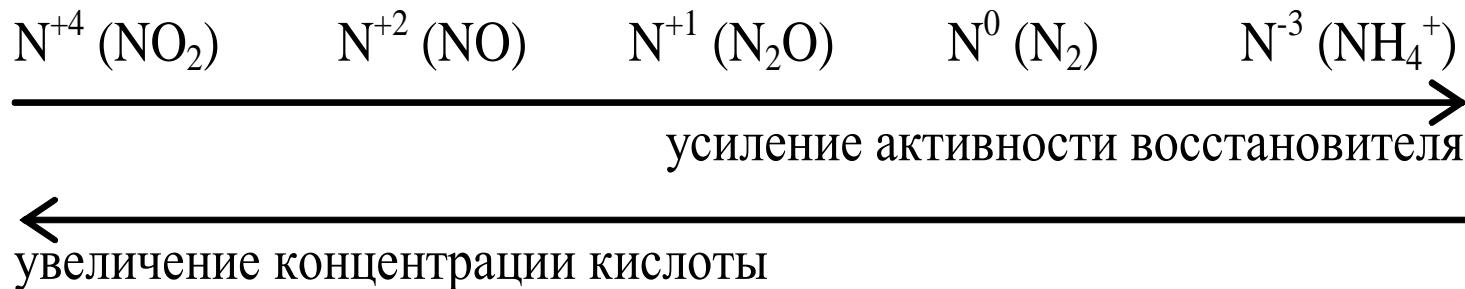 N⁺⁴ (NO₂) N⁺² (NO) N⁺¹ (N₂O) N⁰ (N₂) N⁻³ (NH₄⁺)
усиление активности восстановителя
увеличение концентрации кислоты